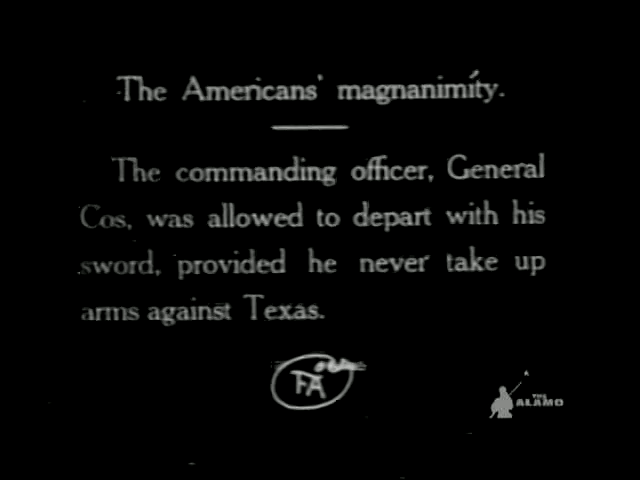 The Americans' magnanimity.
The commanding officer, General
Cos, was allowed to depart with his
sword, provided he never take up
arms against Texas.
FA
THE
ALAMO